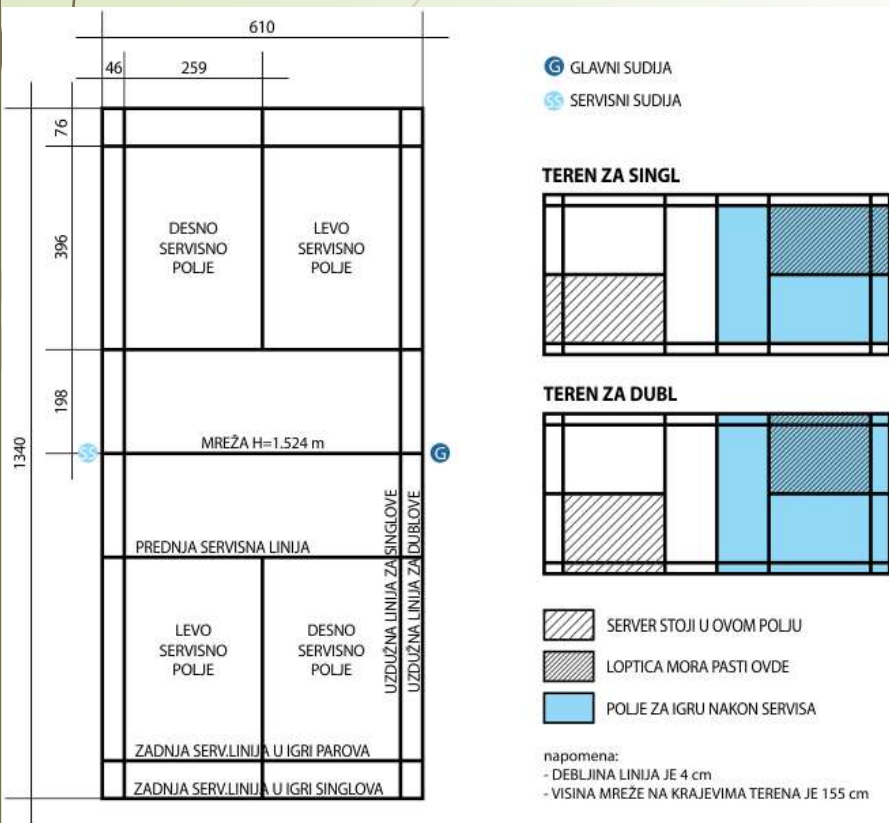 610
46
259
76
396
198
1340
DESNO
SERVISNO
POLJE
LEVO
SERVISNO
POLJE
MREŽA H=1.524 m
SS
G
PREDNJA SERVISNA LINIJA
LEVO
SERVISNO
POLJE
DESNO
SERVISNO
POLJE
UZDUŽNA LINIJA ZA SINGLOVE
UZDUŽNA LINIJA ZA DUBLOVE
ZADNJA SERV.LINIJA U IGRI PAROVA
ZADNJA SERV.LINIJA U IGRI SINGLOVA
G GLAVNI SUDIJA
SS SERVISNI SUDIJA
TEREN ZA SINGL
TEREN ZA DUBL
SERVER STOJI U OVOM POLJU
LOPTICA MORA PASTI OVDE
POLJE ZA IGRU NAKON SERVISA
napomena:
- DEBLJINA LINIJA JE 4 cm
- VISINA MREŽE NA KRAJEVIMA TERENA JE 155 cm